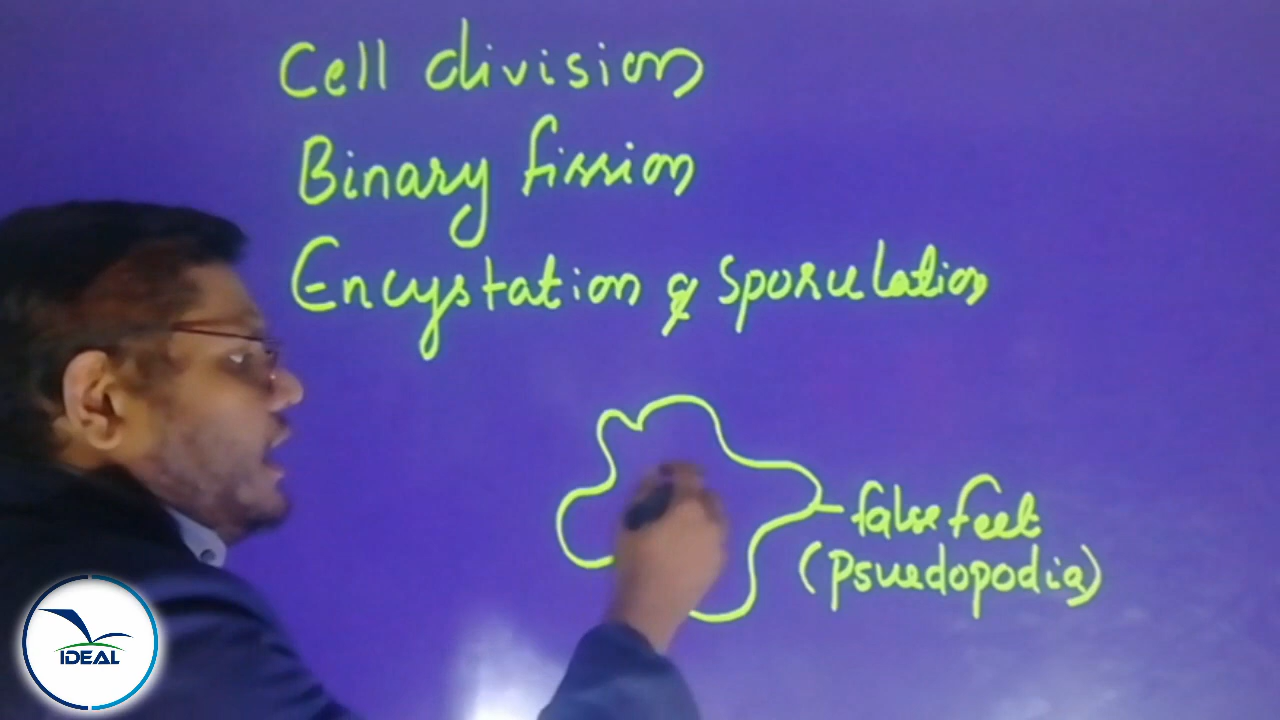 Cell division
Binary fission
Encystation & Sporulation
false feet
(Psuedopodia)
IDEAL